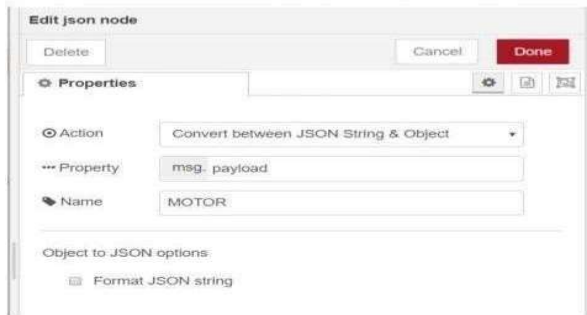 Edit json node
Delete Cancel Done
Properties
Action Convert between JSON String & Object
Property msg. payload
Name MOTOR
Object to JSON options
Format JSON string